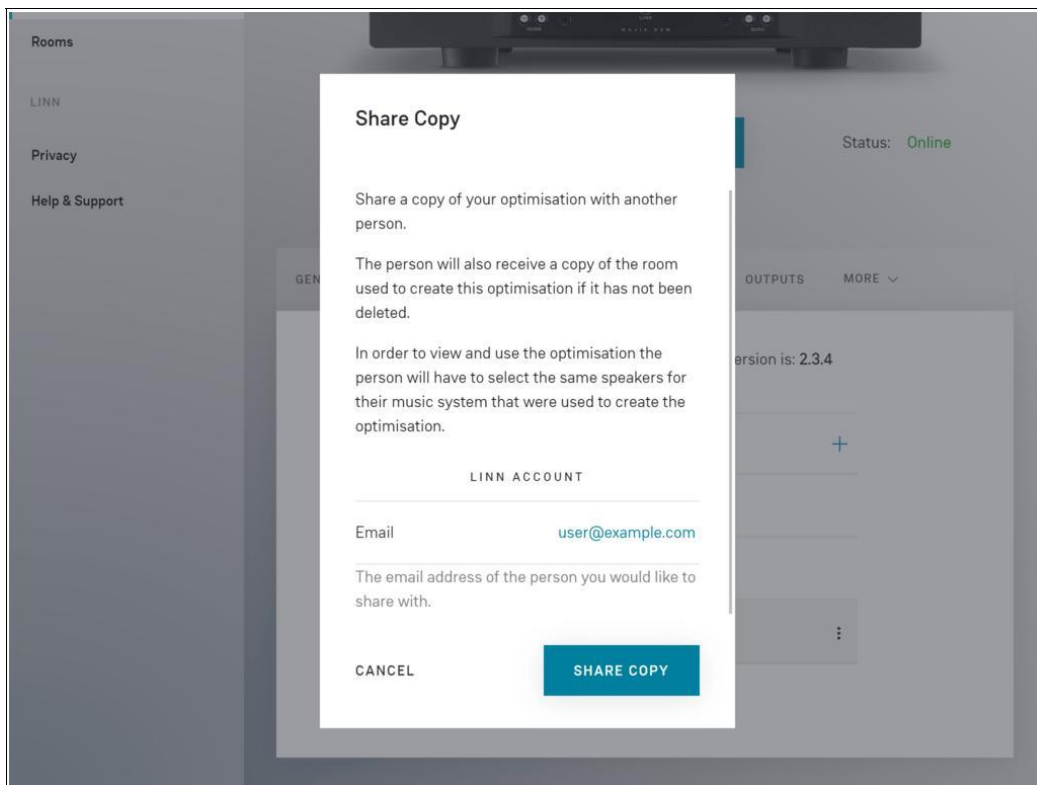 Rooms
LINN
Privacy
Help & Support
LINN
Status: Online
GEN
OUTPUTS
MORE
ersion is: 2.3.4
Share Copy
Share a copy of your optimisation with another
person.
The person will also receive a copy of the room
used to create this optimisation if it has not been
deleted.
In order to view and use the optimisation the
person will have to select the same speakers for
their music system that were used to create the
optimisation.
LINN ACCOUNT
Email user@example.com
The email address of the person you would like to
share with.
CANCEL
SHARE COPY